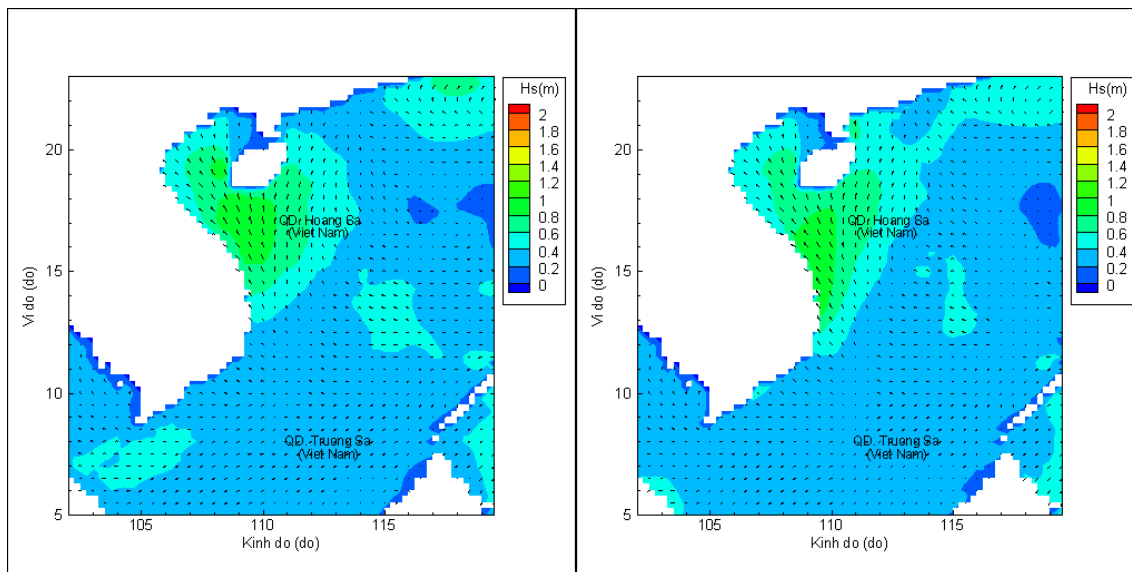 Hs(m)
2
1.8
1.6
1.4
1.2
1
0.8
0.6
0.4
0.2
0
20
15
10
5
Vi do (do)
QD. Hoang Sa
(Viet Nam)
QD. Truong Sa
(Viet Nam)
105
110
115
Kinh do (do)
Hs(m)
2
1.8
1.6
1.4
1.2
1
0.8
0.6
0.4
0.2
0
20
15
10
5
Vi do (do)
QD. Hoang Sa
(Viet Nam)
QD. Truong Sa
(Viet Nam)
105
110
115
Kinh do (do)